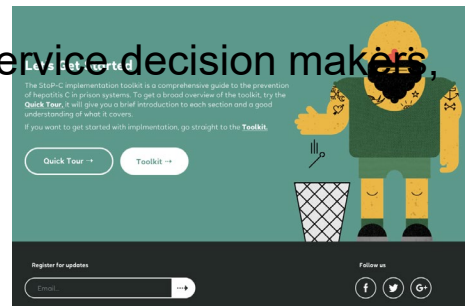 ervice decision makers,
Let's Get Started
The StoP-C implementation toolkit is a comprehensive guide to the prevention
of hepatitis C in prison systems. To get a broad overview of the toolkit, try the
Quick Tour, it will give you a brief introduction to each section and a good
understanding of what it covers.
If you want to get started with implmentation, go straight to the Toolkit.
Quick Tour →
Toolkit →
Register for updates
Follow us
Email...
f
G+